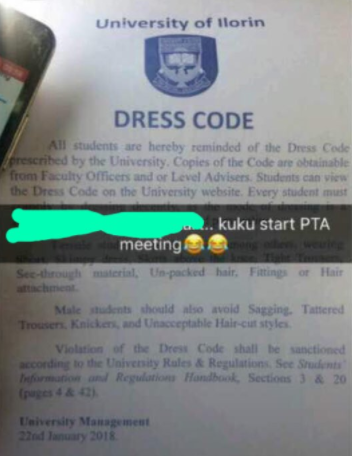 University of Ilorin
DRESS CODE
All students are hereby reminded of the Dress Code
prescribed by the University. Copies of the Code are obtainable
from Faculty Officers and or Level Advisers. Students can view
the Dress Code on the University website. Every student must
.. kuku start PTA
meeting😂😂
See-through material, Un-packed hair, Fittings or Hair
attachment.
Male students should also avoid Sagging, Tattered
Trousers, Knickers, and Unacceptable Hair-cut styles.
Violation of the Dress Code shall be sanctioned
according to the University Rules & Regulations. See Students'
Information and Regulations Handbook, Sections 3 & 20
(pages 4 & 42).
University Management
22nd January 2018.